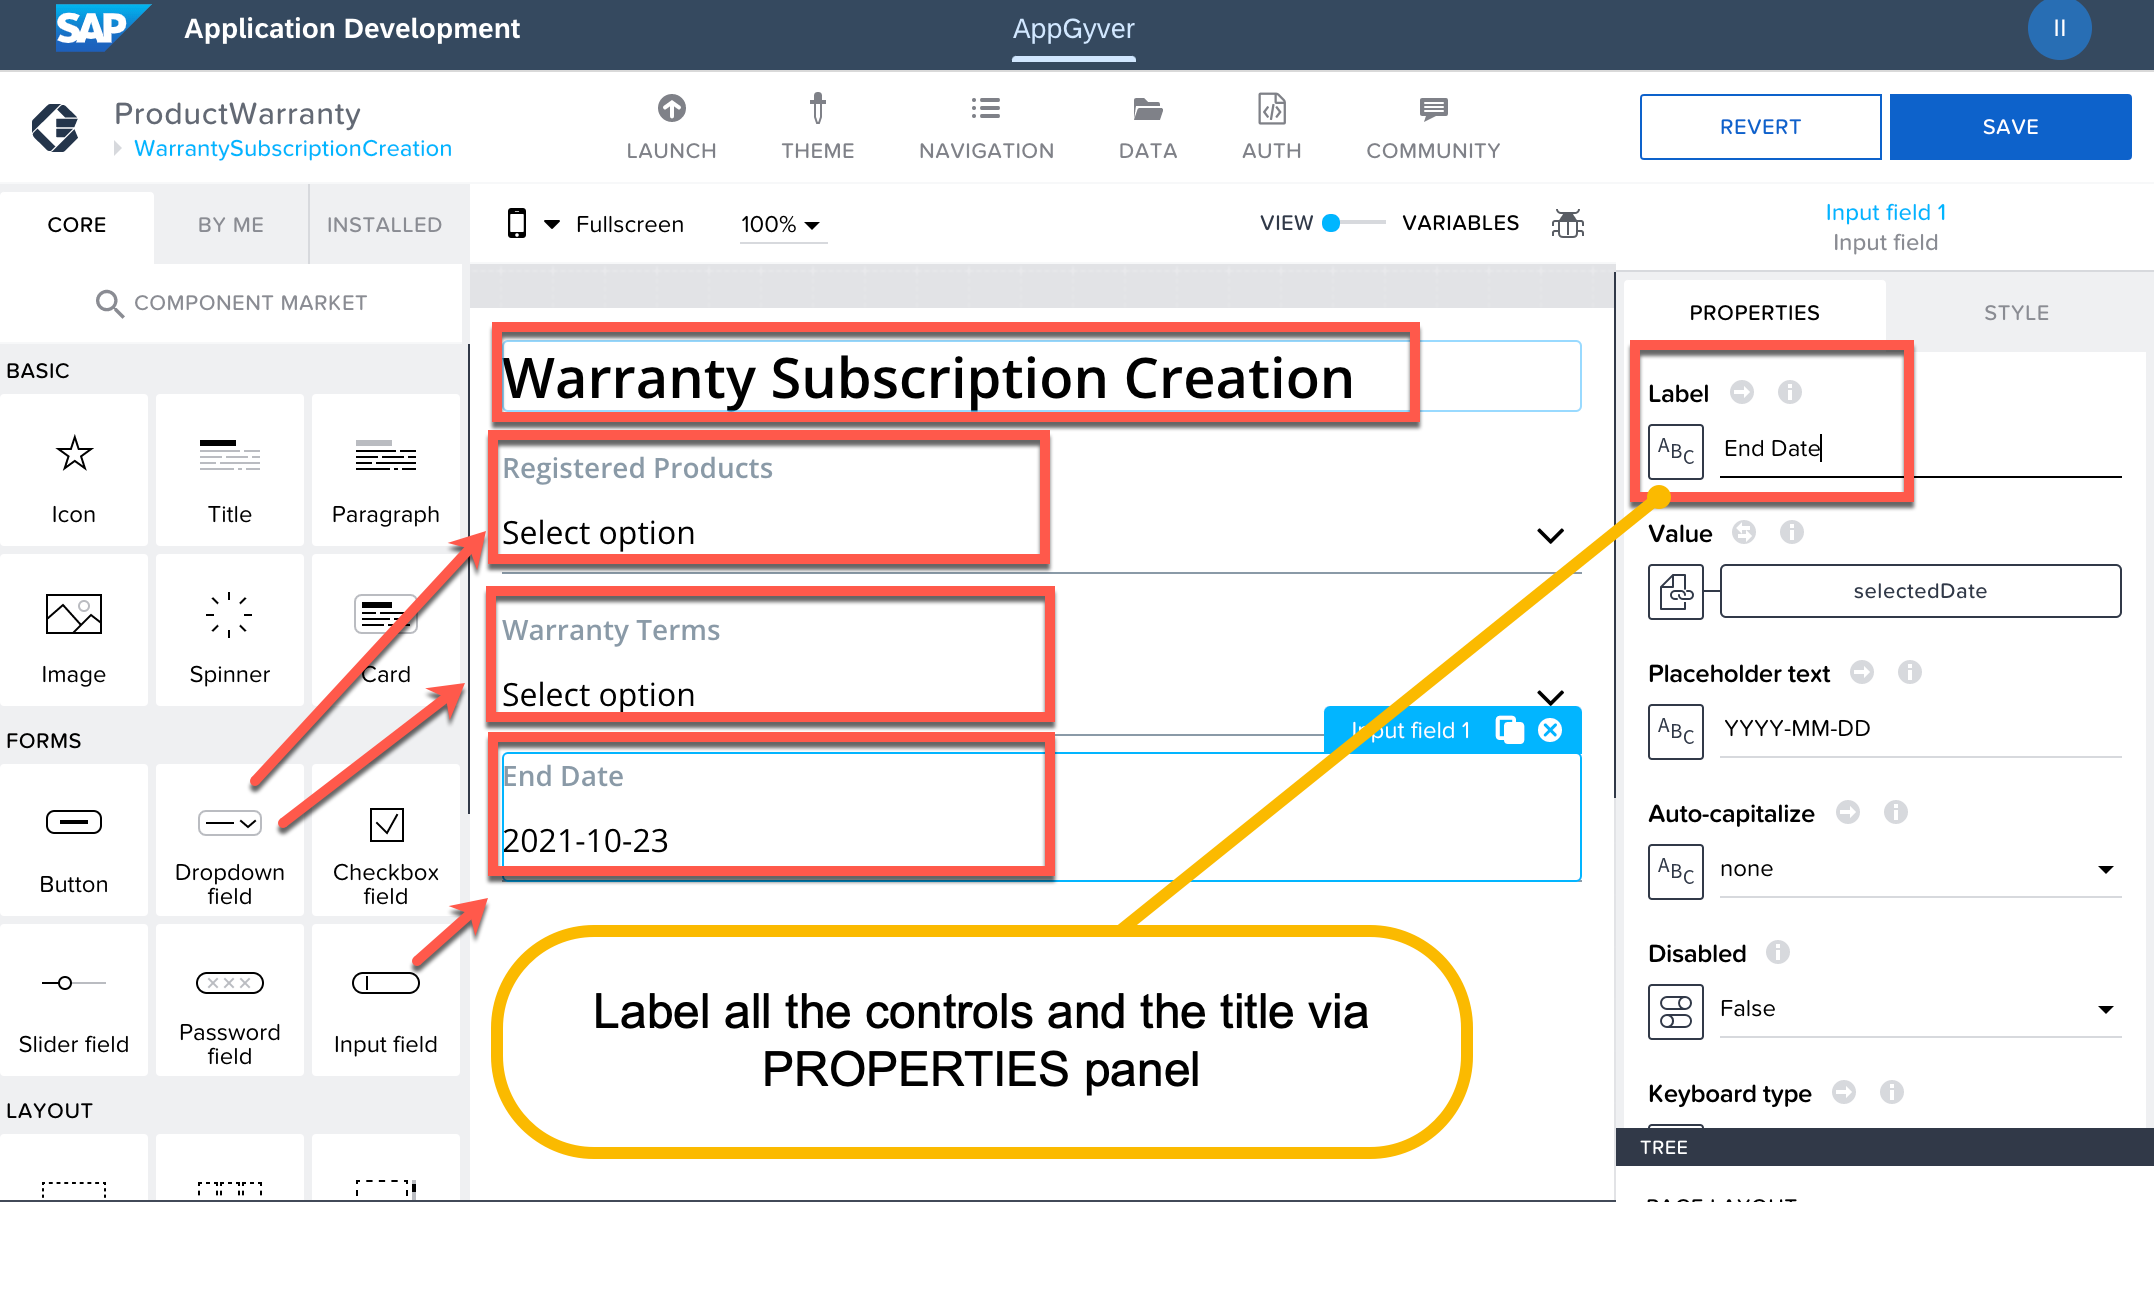 SAP Application Development
AppGyver
II
ProductWarranty
WarrantySubscriptionCreation
LAUNCH
THEME
NAVIGATION
DATA
AUTH
COMMUNITY
REVERT
SAVE
CORE
BY ME
INSTALLED
Fullscreen
100%
VIEW
VARIABLES
Input field 1
Input field
COMPONENT MARKET
PROPERTIES
STYLE
BASIC
Icon
Title
Paragraph
Image
Spinner
Card
FORMS
Button
Dropdown
field
Checkbox
field
Slider field
Password
field
Input field
LAYOUT
Warranty Subscription Creation
Registered Products
Select option
Warranty Terms
Select option
Input field 1
End Date
2021-10-23
Label all the controls and the title via
PROPERTIES panel
Label
ABC
End Date
Value
selectedDate
Placeholder text
ABC
YYYY-MM-DD
Auto-capitalize
ABC
none
Disabled
False
Keyboard type
TREE
PAGE LAYOUT